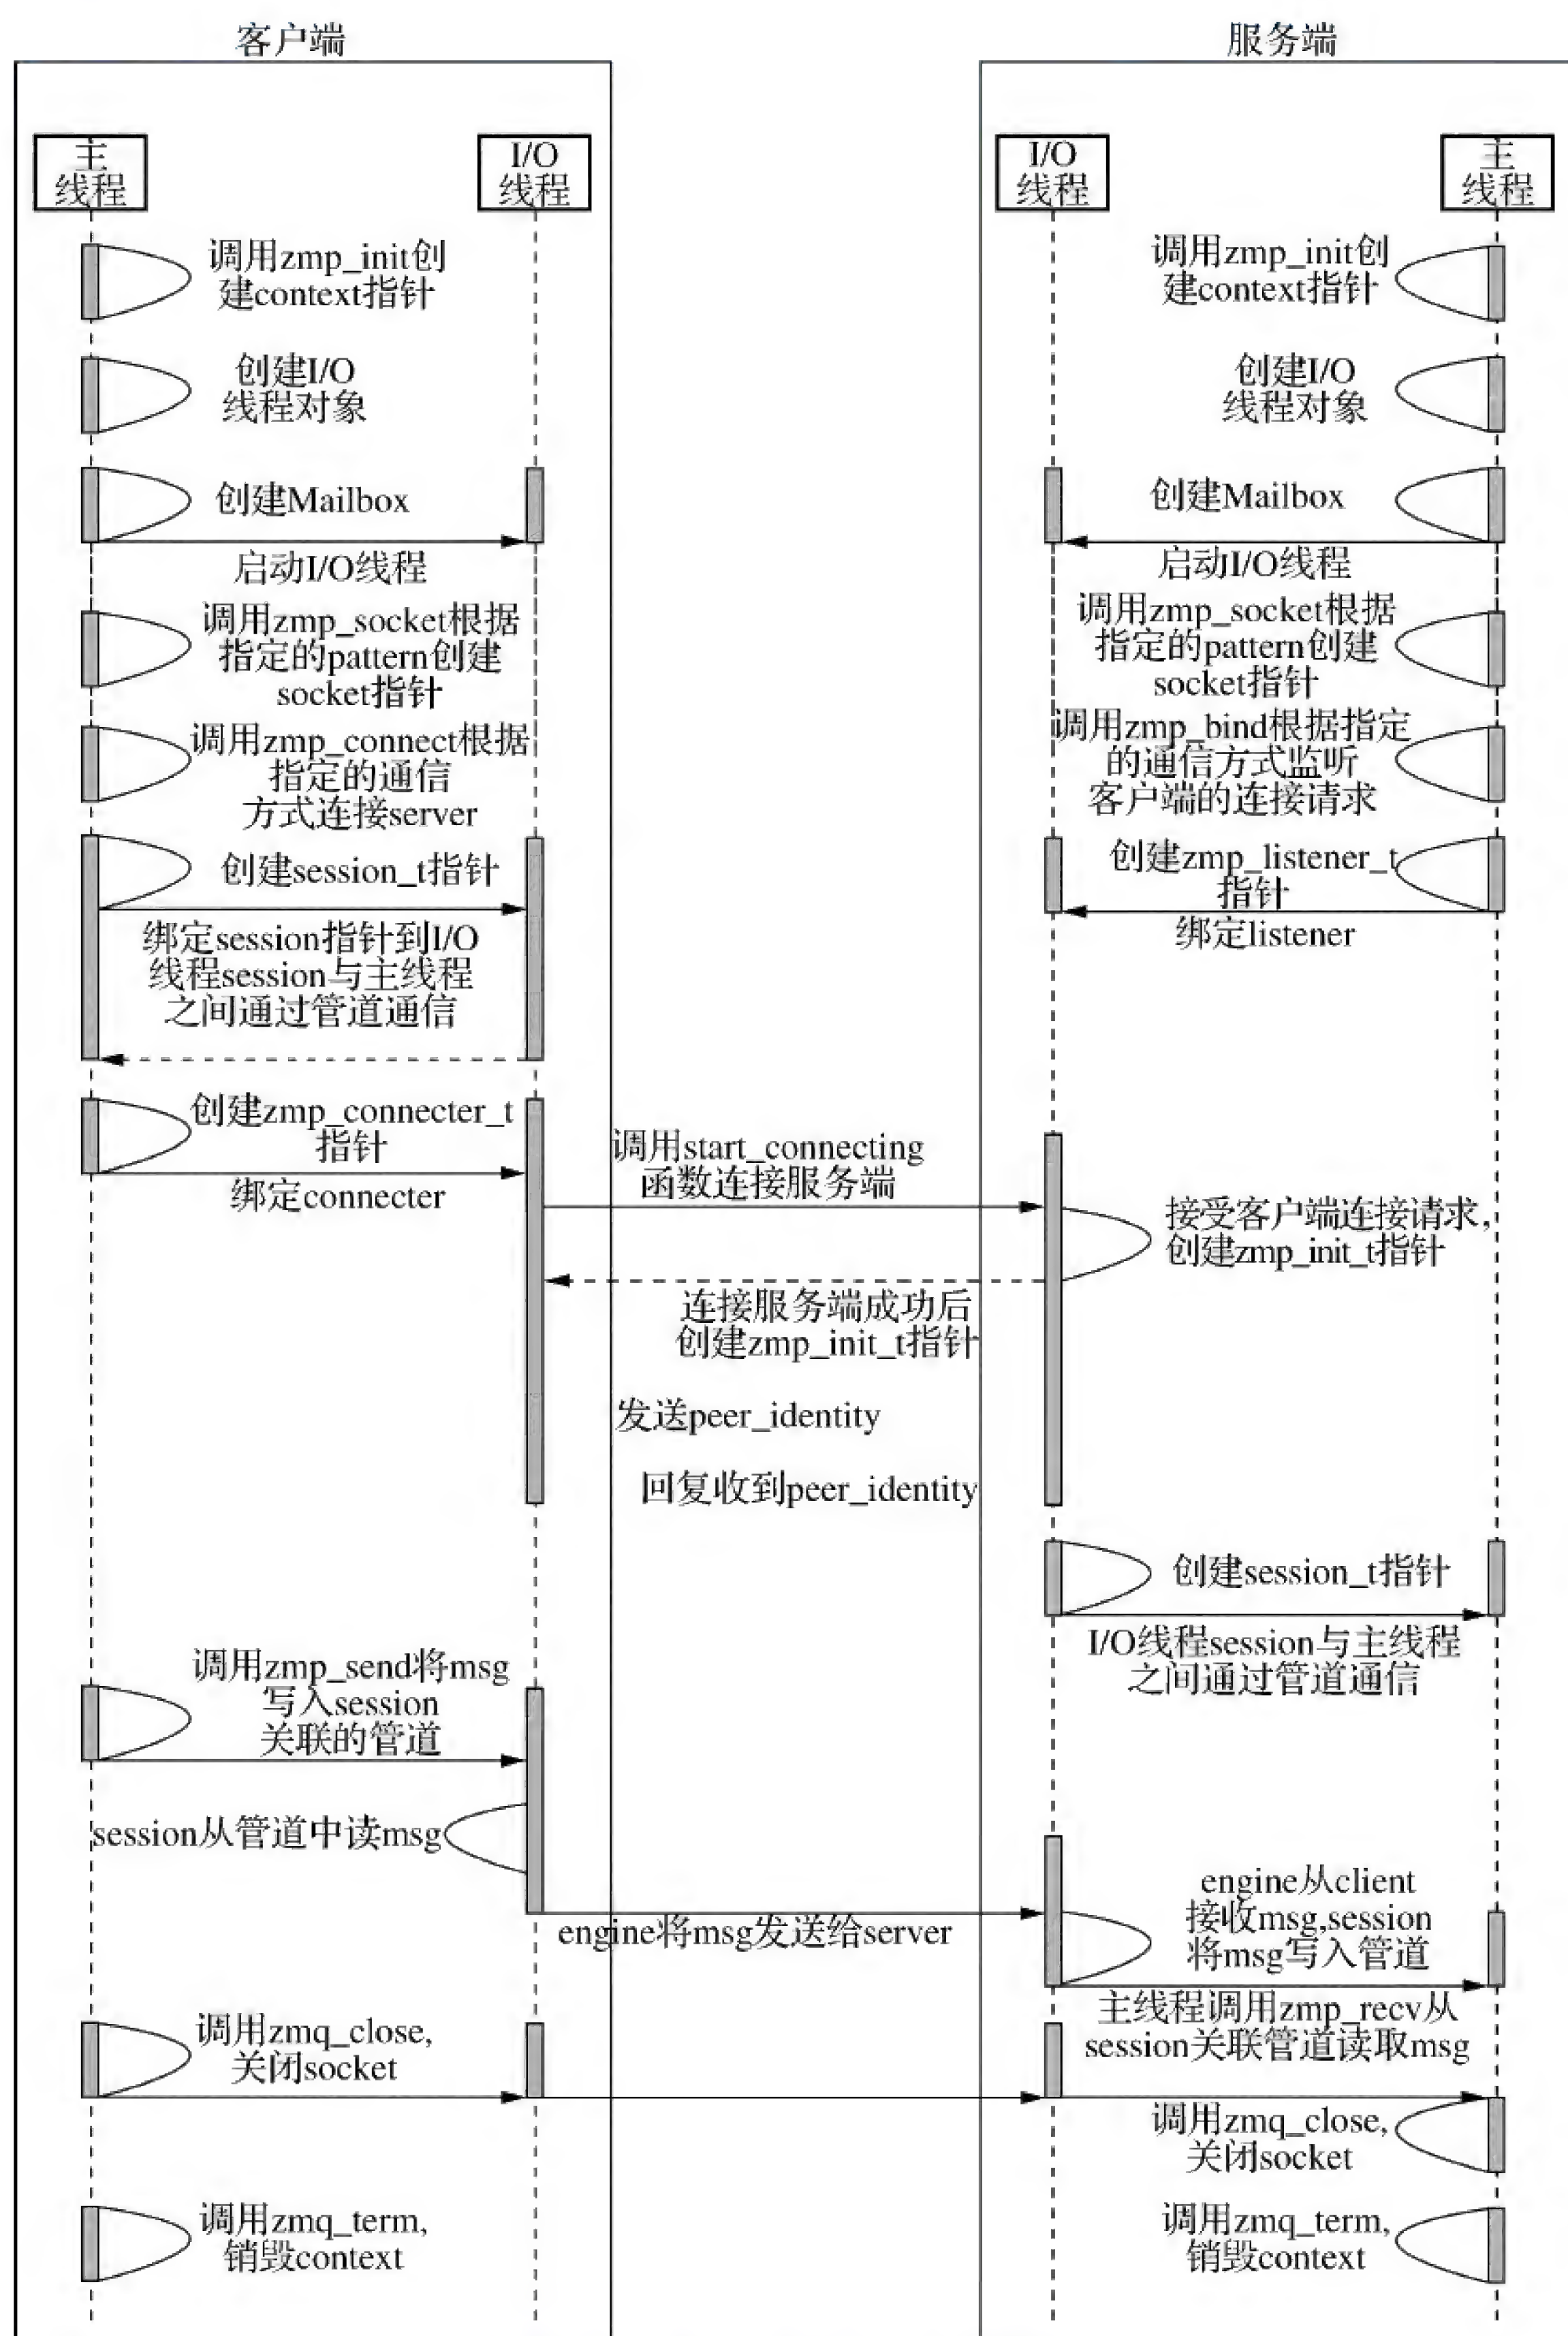 客户端
服务端
主
线程
I/O
线程
I/O
线程
主
线程
调用zmp_init创
建context指针
调用zmp_init创
建context指针
创建I/O
线程对象
创建I/O
线程对象
创建Mailbox
创建Mailbox
启动I/O线程
启动I/O线程
调用zmp_socket根据
指定的pattern创建
socket指针
调用zmp_socket根据
指定的pattern创建
socket指针
调用zmp_connect根据
指定的通信
方式连接server
调用zmp_bind根据指定
的通信方式监听
客户端的连接请求
创建session_t指针
创建zmp_listener_t
指针
绑定session指针到I/O
线程session与主线程
之间通过管道通信
绑定listener
创建zmp_connecter_t
指针
绑定connecter
调用start_connecting
函数连接服务端
接受客户端连接请求,
创建zmp_init_t指针
连接服务端成功后
创建zmp_init_t指针
发送peer_identity
回复收到peer_identity
创建session_t指针
I/O线程session与主线程
之间通过管道通信
调用zmp_send将msg
写入session
关联的管道
session从管道中读msg
engine将msg发送给server
engine从client
接收msg,session
将msg写入管道
主线程调用zmp_recv从
session关联管道读取msg
调用zmq_close,
关闭socket
调用zmq_close,
关闭socket
调用zmq_term,
销毁context
调用zmq_term,
销毁context